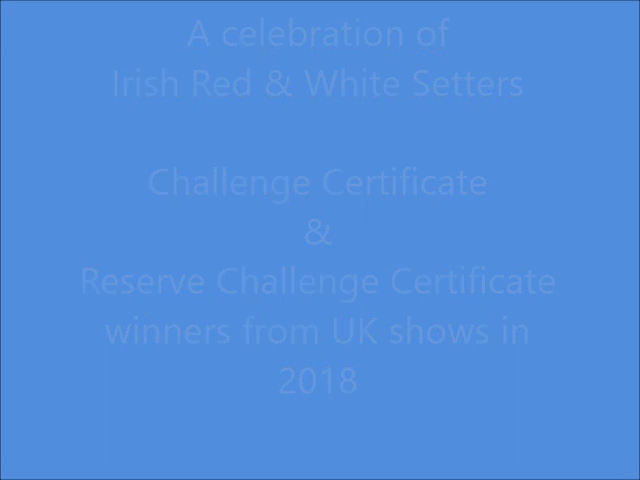 A celebration of
Irish Red & White Setters
Challenge Certificate
&
Reserve Challenge Certificate
winners from UK shows in
2018